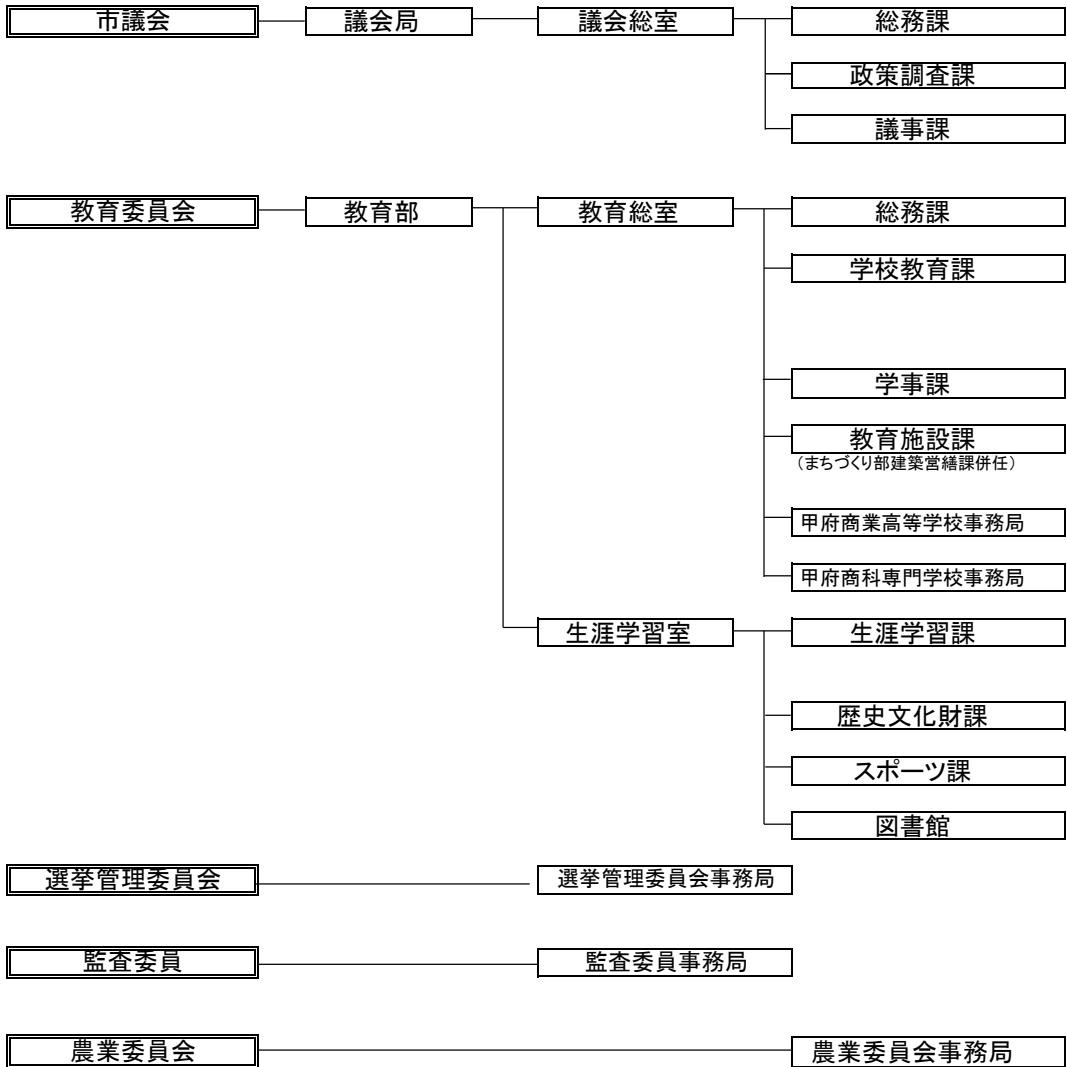 市議会 議会局 議会総室 総務課
政策調査課
議事課
教育委員会 教育部 教育総室 総務課
学校教育課
学事課
教育施設課
(まちづくり部建築営繕課併任)
甲府商業高等学校事務局
甲府商科専門学校事務局
生涯学習室 生涯学習課
歴史文化財課
スポーツ課
図書館
選挙管理委員会 選挙管理委員会事務局
監査委員 監査委員事務局
農業委員会 農業委員会事務局